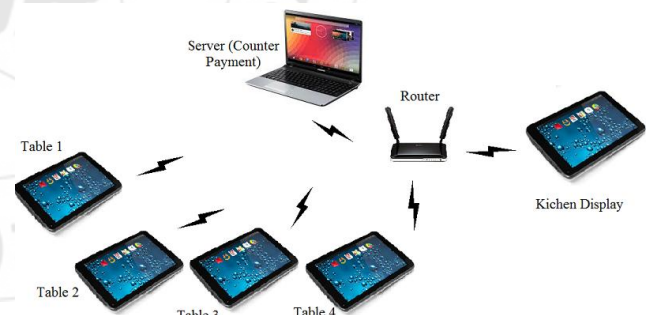 Server (Counter
Payment)
Router
Table 1
Kichen Display
Table 2
Table 3
Table 4